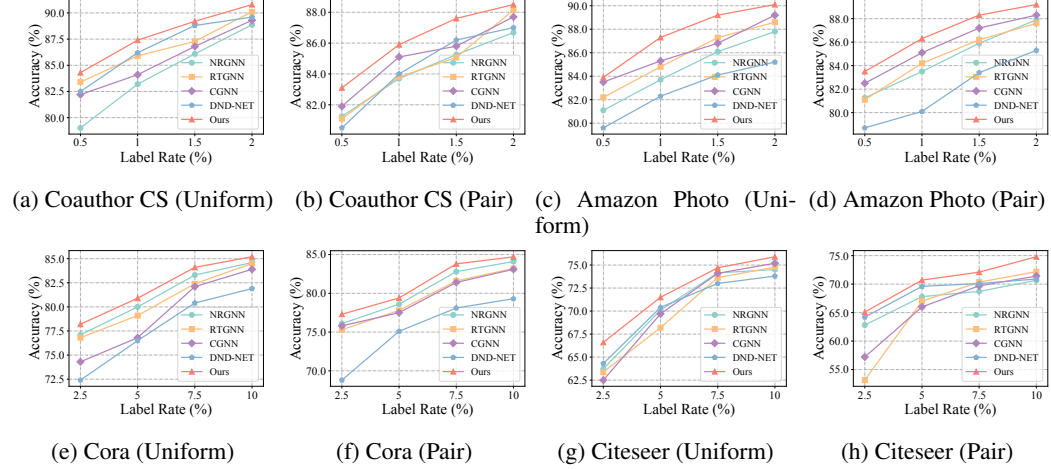 90.0
87.5
85.0
82.5
80.0
Accuracy (%)
NRGNN
RTGNN
CGNN
DND-NET
Ours
0.5 1 1.5 2
Label Rate (%)
88.0
86.0
84.0
82.0
Accuracy (%)
NRGNN
RTGNN
CGNN
DND-NET
Ours
0.5 1 1.5 2
Label Rate (%)
90.0
88.0
86.0
84.0
82.0
80.0
Accuracy (%)
NRGNN
RTGNN
CGNN
DND-NET
Ours
0.5 1 1.5 2
Label Rate (%)
88.0
86.0
84.0
82.0
80.0
Accuracy (%)
NRGNN
RTGNN
CGNN
DND-NET
Ours
0.5 1 1.5 2
Label Rate (%)
(a) Coauthor CS (Uniform)
(b) Coauthor CS (Pair)
(c) Amazon Photo (Uni-
form)
(d) Amazon Photo (Pair)
85.0
82.5
80.0
77.5
75.0
72.5
Accuracy (%)
NRGNN
RTGNN
CGNN
DND-NET
Ours
2.5 5 7.5 10
Label Rate (%)
85.0
80.0
75.0
70.0
Accuracy (%)
NRGNN
RTGNN
CGNN
DND-NET
Ours
2.5 5 7.5 10
Label Rate (%)
75.0
72.5
70.0
67.5
65.0
62.5
Accuracy (%)
NRGNN
RTGNN
CGNN
DND-NET
Ours
2.5 5 7.5 10
Label Rate (%)
75.0
70.0
65.0
60.0
55.0
Accuracy (%)
NRGNN
RTGNN
CGNN
DND-NET
Ours
2.5 5 7.5 10
Label Rate (%)
(e) Cora (Uniform)
(f) Cora (Pair)
(g) Citeseer (Uniform)
(h) Citeseer (Pair)